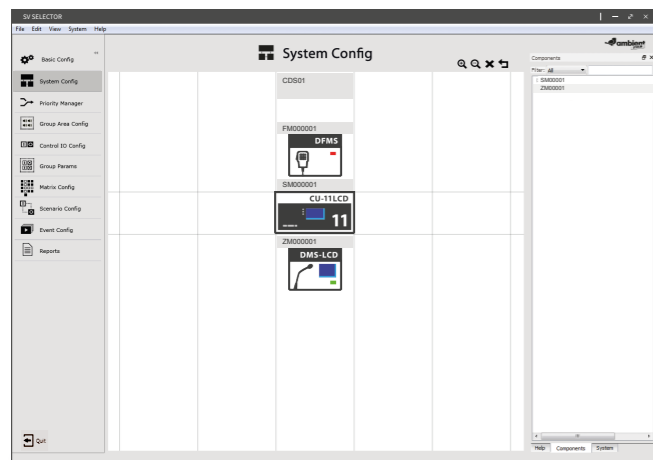 SV SELECTOR
File Edit View System Help
System Config
ambient
Basic Config
System Config
Priority Manager
Group Area Config
Control IO Config
Group Params
Matrix Config
Scenario Config
Event Config
Reports
Quit
CDS01
FM000001
DFMS
SM000001
CU-11LCD
11
ZM000001
DMS-LCD
Components
Filter: All
SM00001
ZM00001
Help Components System